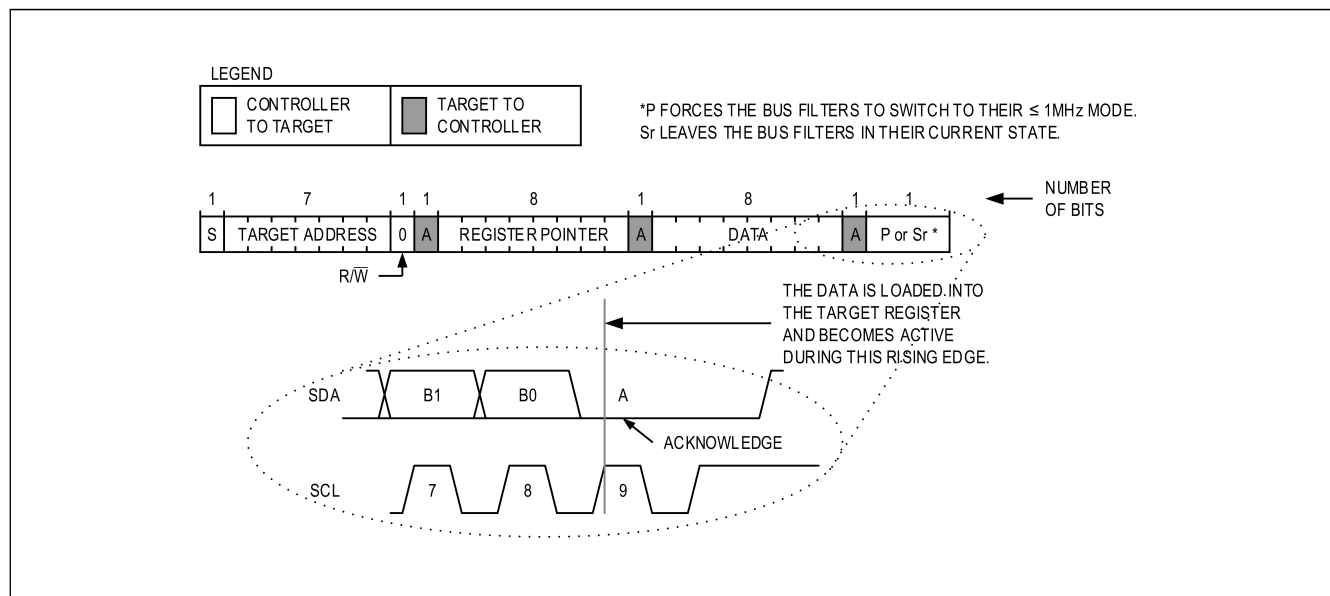 LEGEND
CONTROLLER
TO TARGET
TARGET TO
CONTROLLER
*P FORCES THE BUS FILTERS TO SWITCH TO THEIR ≤ 1MHz MODE.
Sr LEAVES THE BUS FILTERS IN THEIR CURRENT STATE.
1 7 1 1 8 1 8 1 1
NUMBER
OF BITS
S TARGET ADDRESS 0 A REGISTER POINTER A DATA A P or Sr *
R/W̅
THE DATA IS LOADED INTO
THE TARGET REGISTER
AND BECOMES ACTIVE
DURING THIS RISING EDGE.
SDA B1 B0 A
ACKNOWLEDGE
SCL 7 8 9